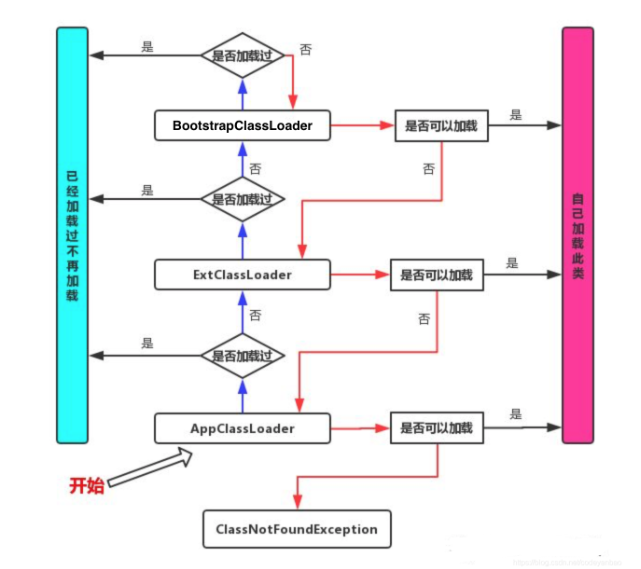 是
是否加载过
否
BootstrapClassLoader
是否可以加载
是
否
否
是
是否加载过
已经加载过不再加载
自己加载此类
ExtClassLoader
是否可以加载
是
否
否
是
是否加载过
AppClassLoader
是否可以加载
是
开始
ClassNotFoundException